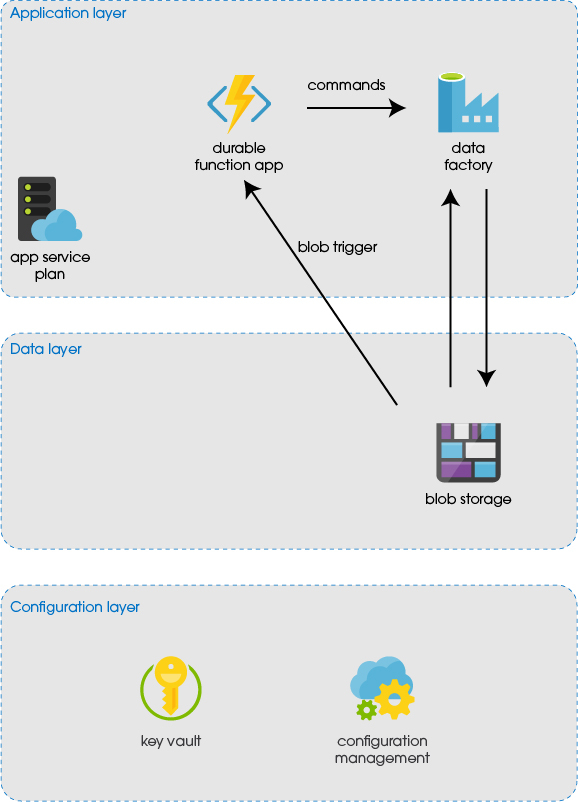 Application layer
commands
durable
function app
data
factory
app service
plan
blob trigger
Data layer
blob storage
Configuration layer
key vault
configuration
management